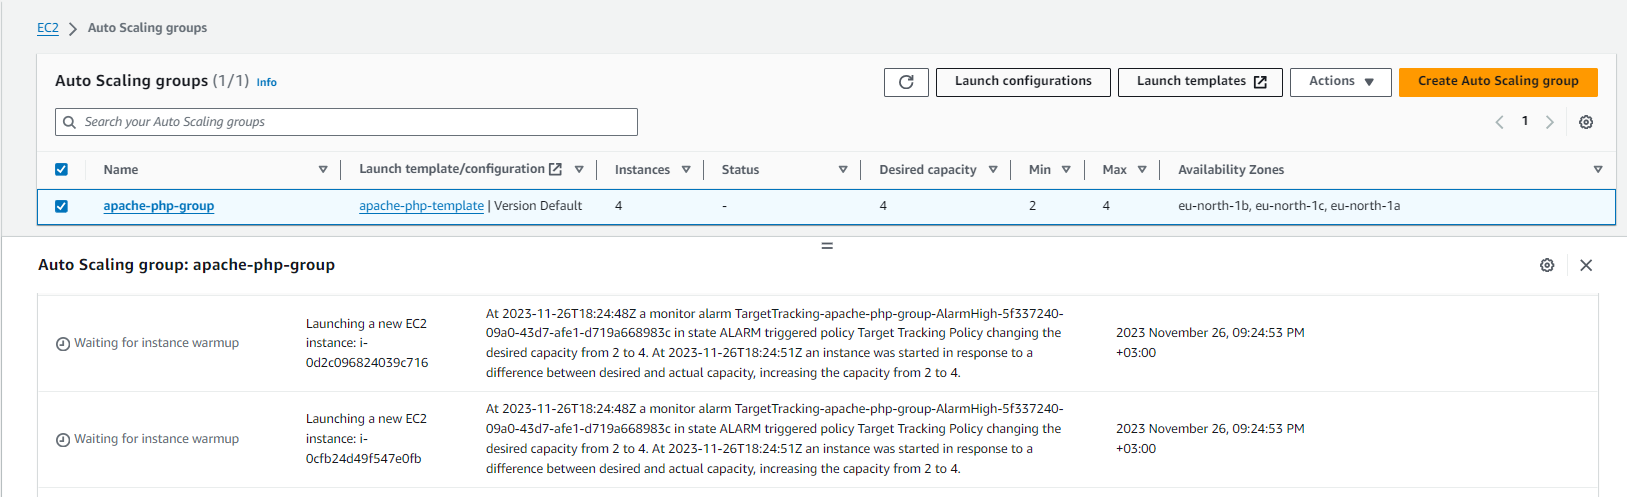 EC2 > Auto Scaling groups
Auto Scaling groups (1/1) Info
Launch configurations
Launch templates
Actions
Create Auto Scaling group
Search your Auto Scaling groups
1
Name Launch template/configuration Instances Status Desired capacity Min Max Availability Zones
apache-php-group apache-php-template | Version Default 4 - 4 2 4 eu-north-1b, eu-north-1c, eu-north-1a
Auto Scaling group: apache-php-group
Waiting for instance warmup
Launching a new EC2
instance: i-
0d2c096824039c716
At 2023-11-26T18:24:48Z a monitor alarm TargetTracking-apache-php-group-AlarmHigh-5f337240-
09a0-43d7-afe1-d719a668983c in state ALARM triggered policy Target Tracking Policy changing the
desired capacity from 2 to 4. At 2023-11-26T18:24:51Z an instance was started in response to a
difference between desired and actual capacity, increasing the capacity from 2 to 4.
2023 November 26, 09:24:53 PM
+03:00
Waiting for instance warmup
Launching a new EC2
instance: i-
0cfb24d49f547e0fb
At 2023-11-26T18:24:48Z a monitor alarm TargetTracking-apache-php-group-AlarmHigh-5f337240-
09a0-43d7-afe1-d719a668983c in state ALARM triggered policy Target Tracking Policy changing the
desired capacity from 2 to 4. At 2023-11-26T18:24:51Z an instance was started in response to a
difference between desired and actual capacity, increasing the capacity from 2 to 4.
2023 November 26, 09:24:53 PM
+03:00